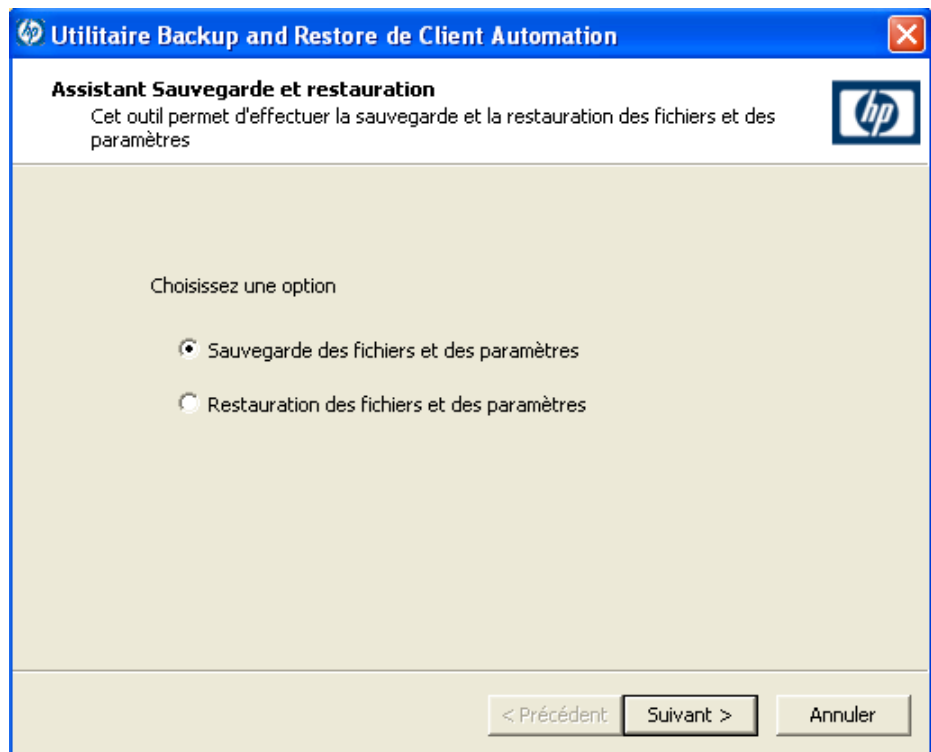 Utilitaire Backup and Restore de Client Automation
Assistant Sauvegarde et restauration
Cet outil permet d'effectuer la sauvegarde et la restauration des fichiers et des
paramètres
hp
Choisissez une option
Sauvegarde des fichiers et des paramètres
Restauration des fichiers et des paramètres
< Précédent Suivant > Annuler